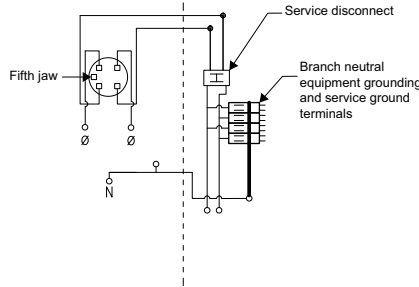 Service disconnect
Fifth jaw
Branch neutral
equipment grounding
and service ground
terminals
Ø Ø
N